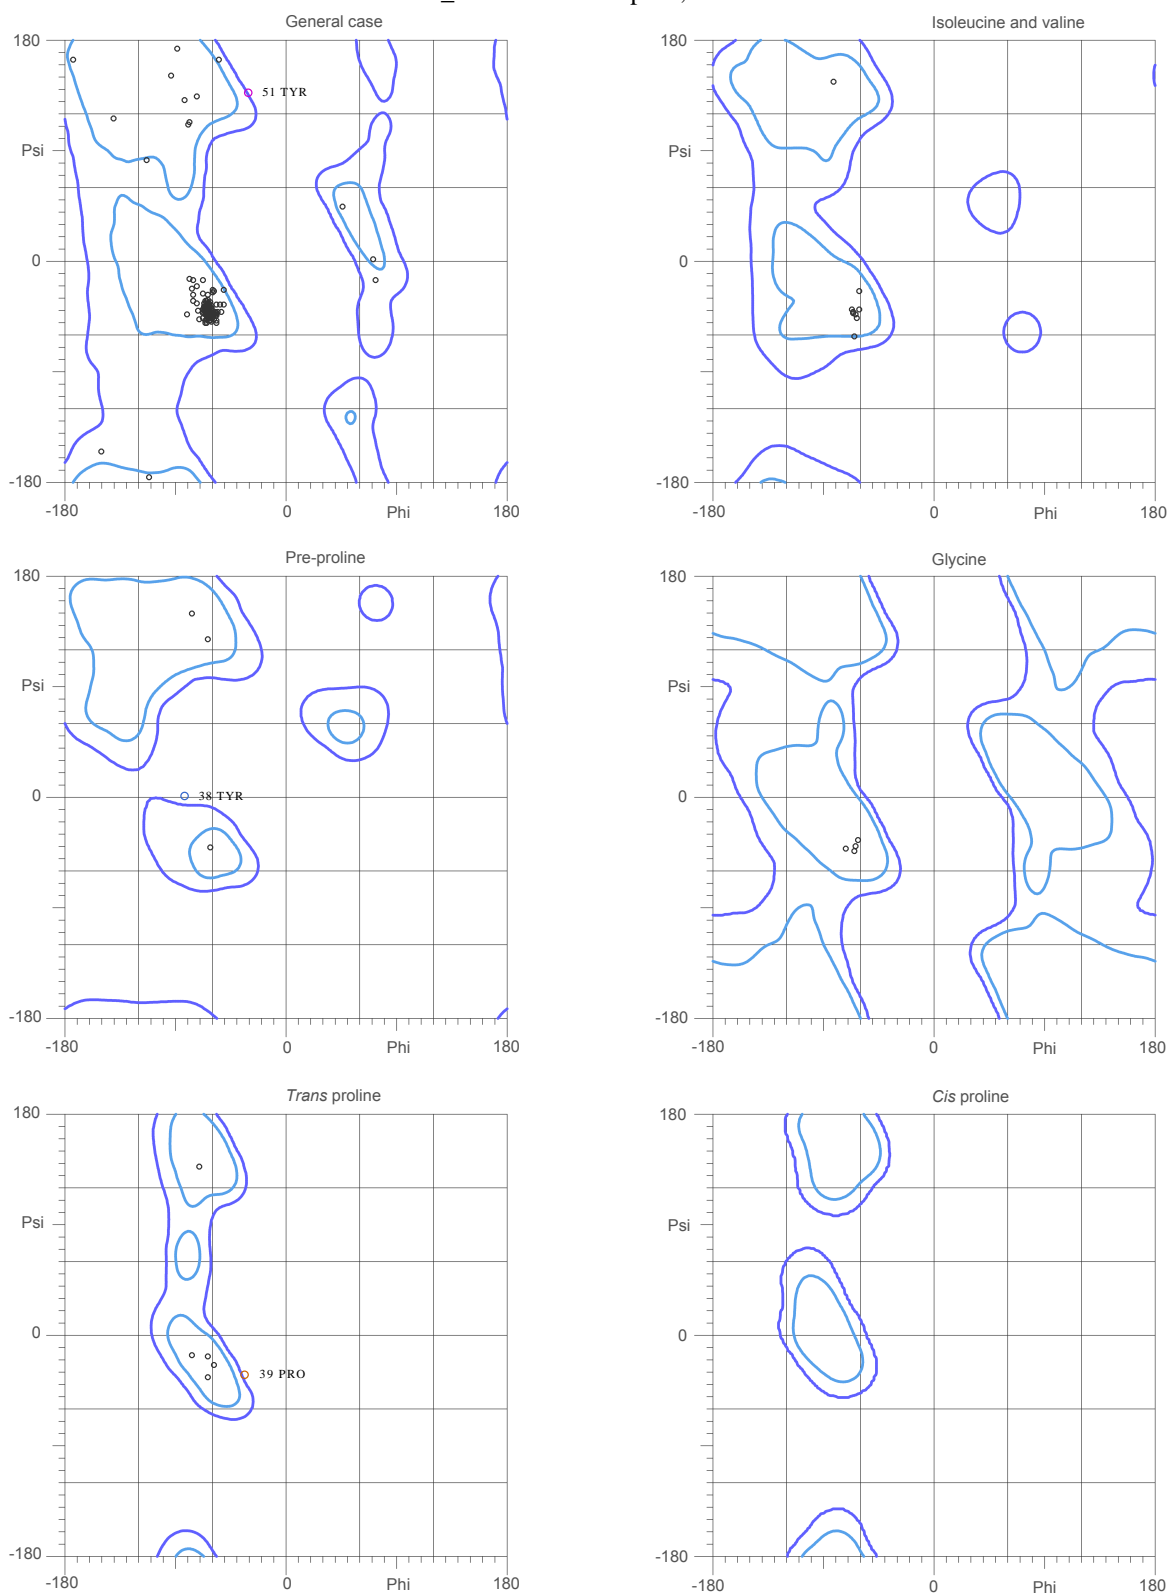 General case
180
51 TYR
Psi
0
-180
-180
0
Phi
180
Isoleucine and valine
180
Psi
0
-180
-180
0
Phi
180
Pre-proline
180
Psi
0
38 TYR
-180
-180
0
Phi
180
Glycine
180
Psi
0
-180
-180
0
Phi
180
Trans proline
180
Psi
0
39 PRO
-180
-180
0
Phi
180
Cis proline
180
Psi
0
-180
-180
0
Phi
180